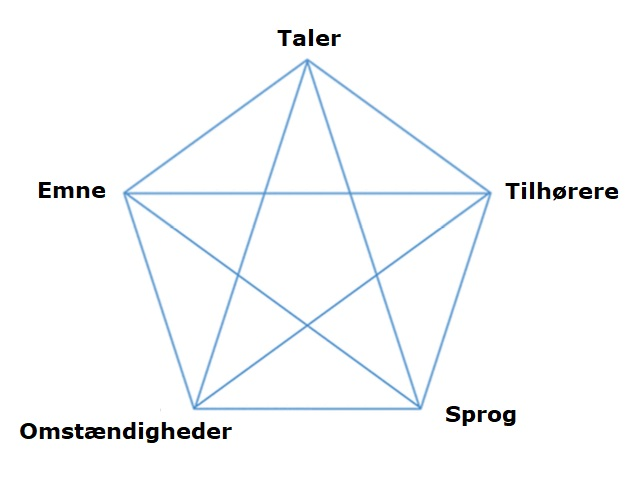 Taler
Emne
Tilhørere
Omstændigheder
Sprog